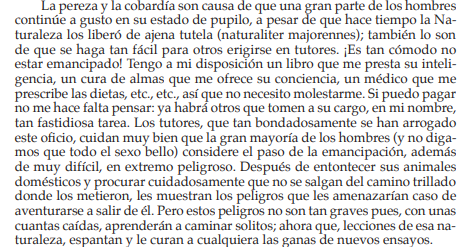 La pereza y la cobardía son causa de que una gran parte de los hombres
continúe a gusto en su estado de pupilo, a pesar de que hace tiempo la Na-
turaleza los liberó de ajena tutela (naturaliter majorennes); también lo son
de que se haga tan fácil para otros erigirse en tutores. ¡Es tan cómodo no
estar emancipado! Tengo a mi disposición un libro que me presta su inteli-
gencia, un cura de almas que me ofrece su conciencia, un médico que me
prescribe las dietas, etc., etc., así que no necesito molestarme. Si puedo pagar
no me hace falta pensar: ya habrá otros que tomen a su cargo, en mi nombre,
tan fastidiosa tarea. Los tutores, que tan bondadosamente se han arrogado
este oficio, cuidan muy bien que la gran mayoría de los hombres (y no diga-
mos que todo el sexo bello) considere el paso de la emancipación, además
de muy difícil, en extremo peligroso. Después de entontecer sus animales
domésticos y procurar cuidadosamente que no se salgan del camino trillado
donde los metieron, les muestran los peligros que les amenazarían caso de
aventurarse a salir de él. Pero estos peligros no son tan graves pues, con unas
cuantas caídas, aprenderán a caminar solitos; ahora que, lecciones de esa na-
turaleza, espantan y le curan a cualquiera las ganas de nuevos ensayos.